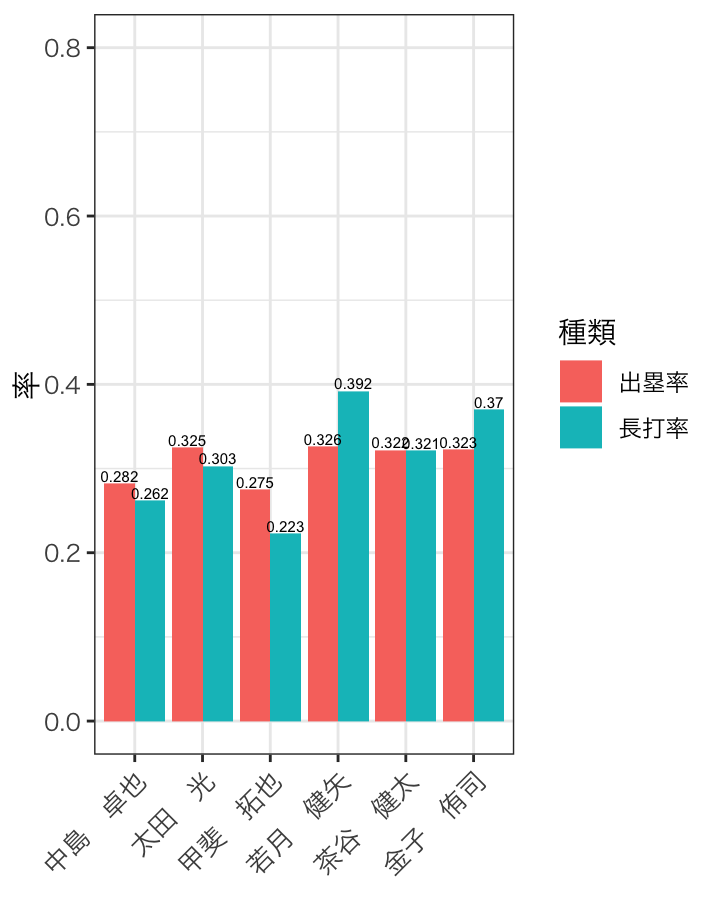 0.8
0.6
0.4
0.2
0.0
率
0.282
0.262
0.325
0.303
0.275
0.223
0.326
0.392
0.322
0.321
0.323
0.37
中島　卓也
太田　光
甲斐　拓也
若月　健矢
茶谷　健太
金子　侑司
種類
出塁率
長打率